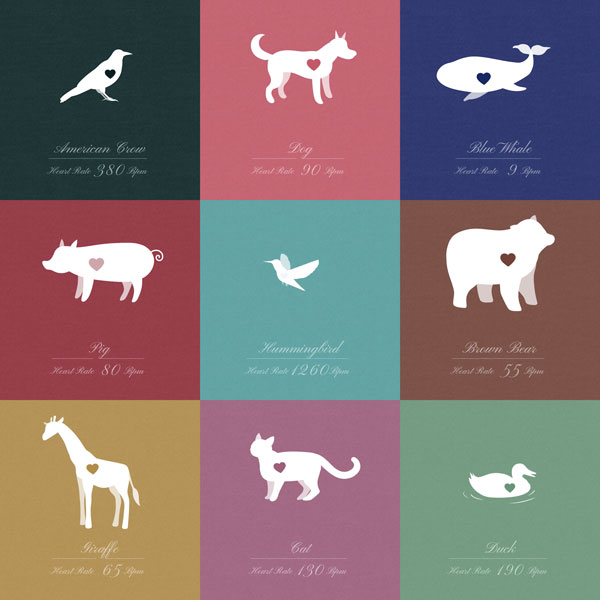 American Crow
Heart Rate 380 Bpm
Dog
Heart Rate 90 Bpm
Blue Whale
Heart Rate 9 Bpm
Pig
Heart Rate 80 Bpm
Hummingbird
Heart Rate 1260 Bpm
Brown Bear
Heart Rate 55 Bpm
Giraffe
Heart Rate 65 Bpm
Cat
Heart Rate 130 Bpm
Duck
Heart Rate 190 Bpm